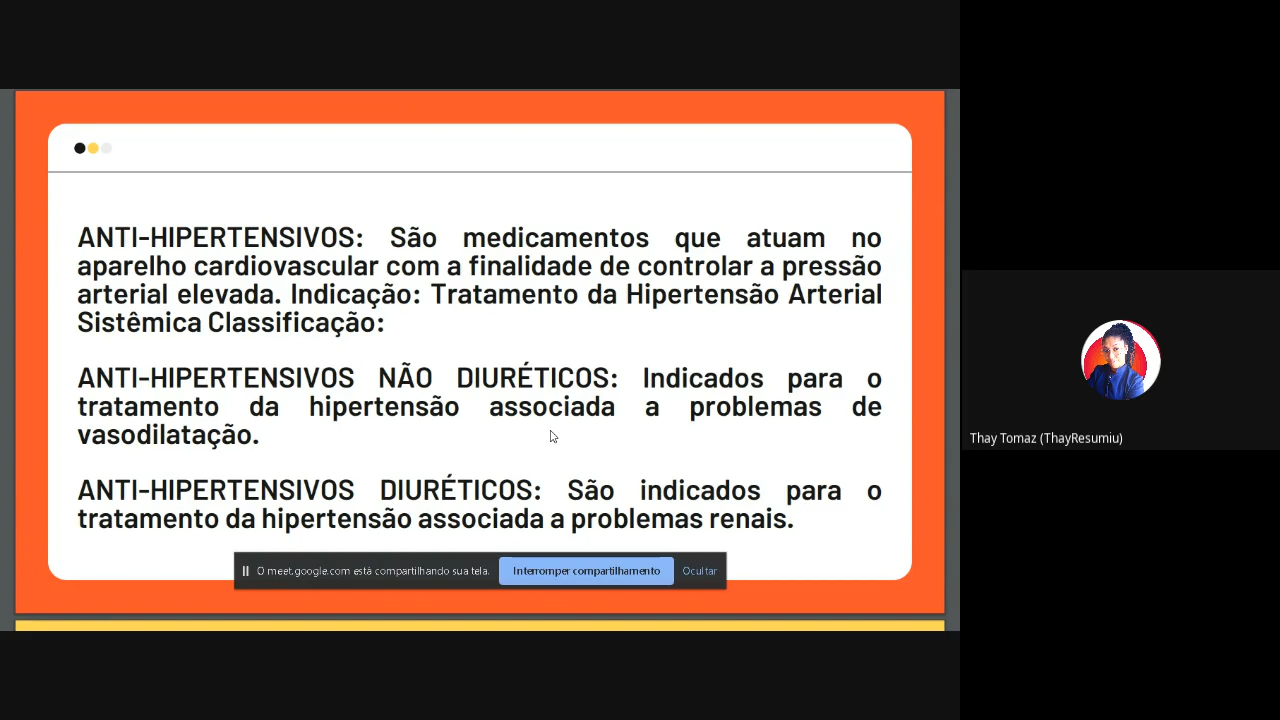 ANTI-HIPERTENSIVOS: São medicamentos que atuam no
aparelho cardiovascular com a finalidade de controlar a pressão
arterial elevada. Indicação: Tratamento da Hipertensão Arterial
Sistêmica Classificação:
ANTI-HIPERTENSIVOS NÃO DIURÉTICOS: Indicados para o
tratamento da hipertensão associada a problemas de
vasodilatação.
ANTI-HIPERTENSIVOS DIURÉTICOS: São indicados para o
tratamento da hipertensão associada a problemas renais.
O meet.google.com está compartilhando sua tela. Interromper compartilhamento Ocultar
Thay Tomaz (ThayResumiu)